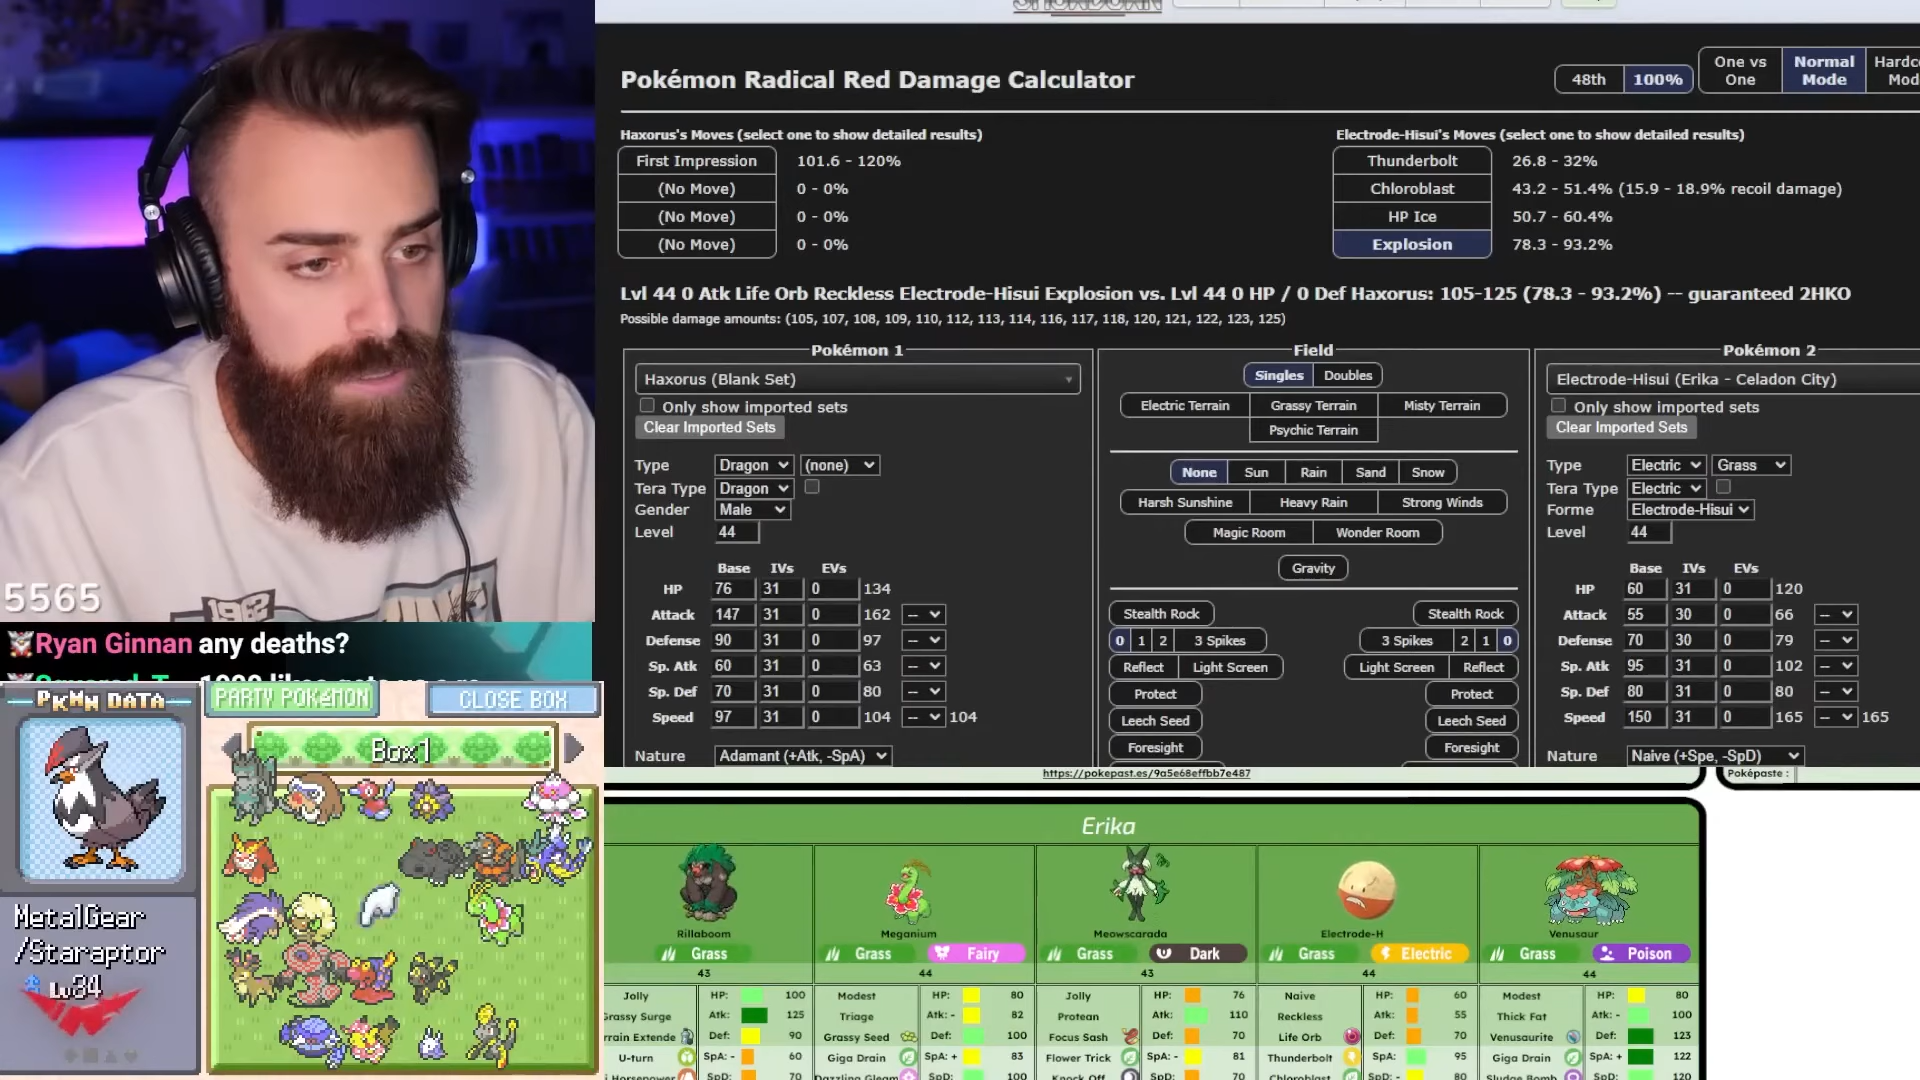 SHOWDOWN
Pokémon Radical Red Damage Calculator
48th 100%
One vs One
Normal Mode
Haxorus's Moves (select one to show detailed results)
First Impression 101.6 - 120%
(No Move) 0 - 0%
(No Move) 0 - 0%
(No Move) 0 - 0%
Electrode-Hisui's Moves (select one to show detailed results)
Thunderbolt 26.8 - 32%
Chloroblast 43.2 - 51.4% (15.9 - 18.9% recoil damage)
HP Ice 50.7 - 60.4%
Explosion 78.3 - 93.2%
Lvl 44 0 Atk Life Orb Reckless Electrode-Hisui Explosion vs. Lvl 44 0 HP / 0 Def Haxorus: 105-125 (78.3 - 93.2%) -- guaranteed 2HKO
Possible damage amounts: (105, 107, 108, 109, 110, 112, 113, 114, 116, 117, 118, 120, 121, 122, 123, 125)
Pokémon 1
Haxorus (Blank Set)
Only show imported sets
Clear Imported Sets
Type Dragon (none)
Tera Type Dragon
Gender Male
Level 44
Base IVs EVs
HP 76 31 0 134
Attack 147 31 0 162 --
Defense 90 31 0 97 --
Sp. Atk 60 31 0 63 --
Sp. Def 70 31 0 80 --
Speed 97 31 0 104 -- 104
Nature Adamant (+Atk, -SpA)
Field
Singles Doubles
Electric Terrain Grassy Terrain Misty Terrain
Psychic Terrain
None Sun Rain Sand Snow
Harsh Sunshine Heavy Rain Strong Winds
Magic Room Wonder Room
Gravity
Stealth Rock Stealth Rock
0 1 2 3 Spikes 3 Spikes 2 1 0
Reflect Light Screen Light Screen Reflect
Protect Protect
Leech Seed Leech Seed
Foresight Foresight
Pokémon 2
Electrode-Hisui (Erika - Celadon City)
Only show imported sets
Clear Imported Sets
Type Electric Grass
Tera Type Electric
Forme Electrode-Hisui
Level 44
Base IVs EVs
HP 60 31 0 120
Attack 55 30 0 66 --
Defense 70 30 0 79 --
Sp. Atk 95 31 0 102 --
Sp. Def 80 31 0 80 --
Speed 150 31 0 165 -- 165
Nature Naive (+Spe, -SpD)
https://pokepast.es/9a5e68effbb7e487
Poképaste :
Erika
Rillaboom Meganium Meowscarada Electrode-H Venusaur
Grass Grass Fairy Grass Dark Grass Electric Grass Poison
43 44 43 44 44
Jolly HP: 100 Modest HP: 80 Jolly HP: 76 Naive HP: 60 Modest HP: 80
Grassy Surge Atk: 125 Triage Atk: - 82 Protean Atk: 110 Reckless Atk: 55 Thick Fat Atk: - 100
Def: 90 Grassy Seed Def: 100 Focus Sash Def: 70 Life Orb Def: 70 Venusaurite Def: 123
U-turn SpA: - 60 Giga Drain SpA: + 83 Flower Trick SpA: - 81 Thunderbolt SpA: 95 Giga Drain SpA: + 122
SpD: 70 Dazzling Gleam SpD: 100 Knock Off SpD: 70 Chloroblast SpD: - 80 Sludge Bomb SpD: 120
1962
5565
Ryan Ginnan any deaths?
PKMN DATA
PARTY POKéMON
CLOSE BOX
Box1
MetalGear
/Staraptor
Lv34